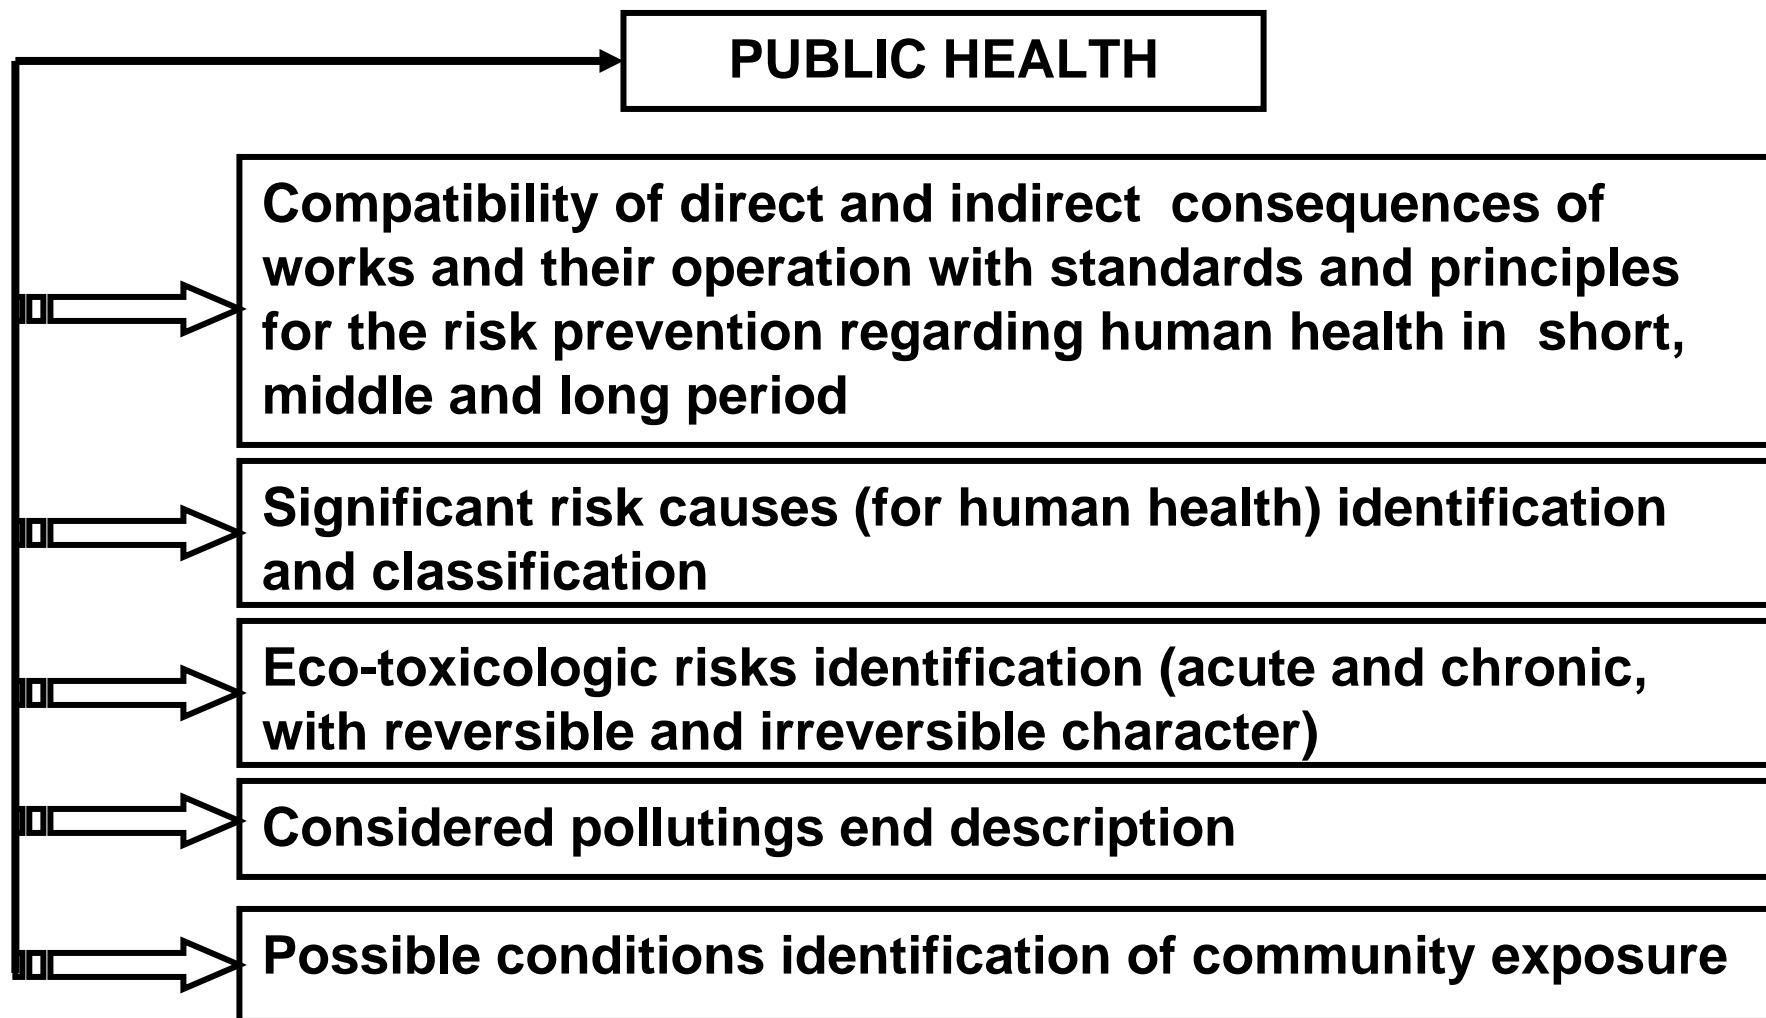 PUBLIC HEALTH
Compatibility of direct and indirect consequences of
works and their operation with standards and principles
for the risk prevention regarding human health in short,
middle and long period
Significant risk causes (for human health) identification
and classification
Eco-toxicologic risks identification (acute and chronic,
with reversible and irreversible character)
Considered pollutings end description
Possible conditions identification of community exposure